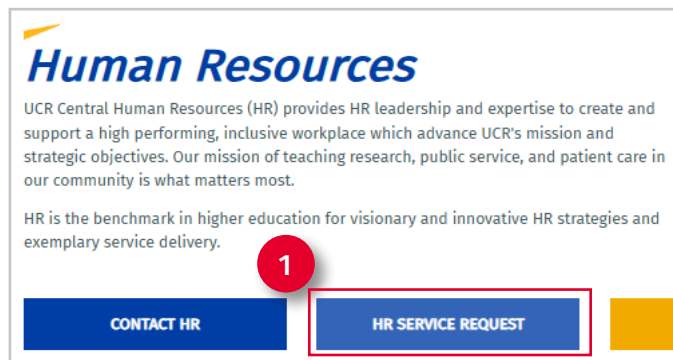 Human Resources
UCR Central Human Resources (HR) provides HR leadership and expertise to create and
support a high performing, inclusive workplace which advance UCR's mission and
strategic objectives. Our mission of teaching research, public service, and patient care in
our community is what matters most.
HR is the benchmark in higher education for visionary and innovative HR strategies and
exemplary service delivery.
1
CONTACT HR
HR SERVICE REQUEST